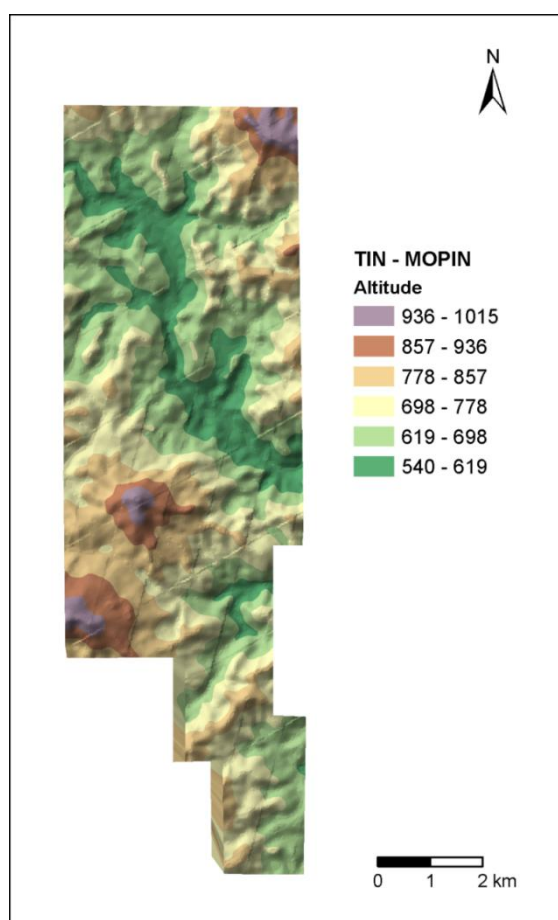 N
TIN - MOPIN
Altitude
936 - 1015
857 - 936
778 - 857
698 - 778
619 - 698
540 - 619
0 1 2 km